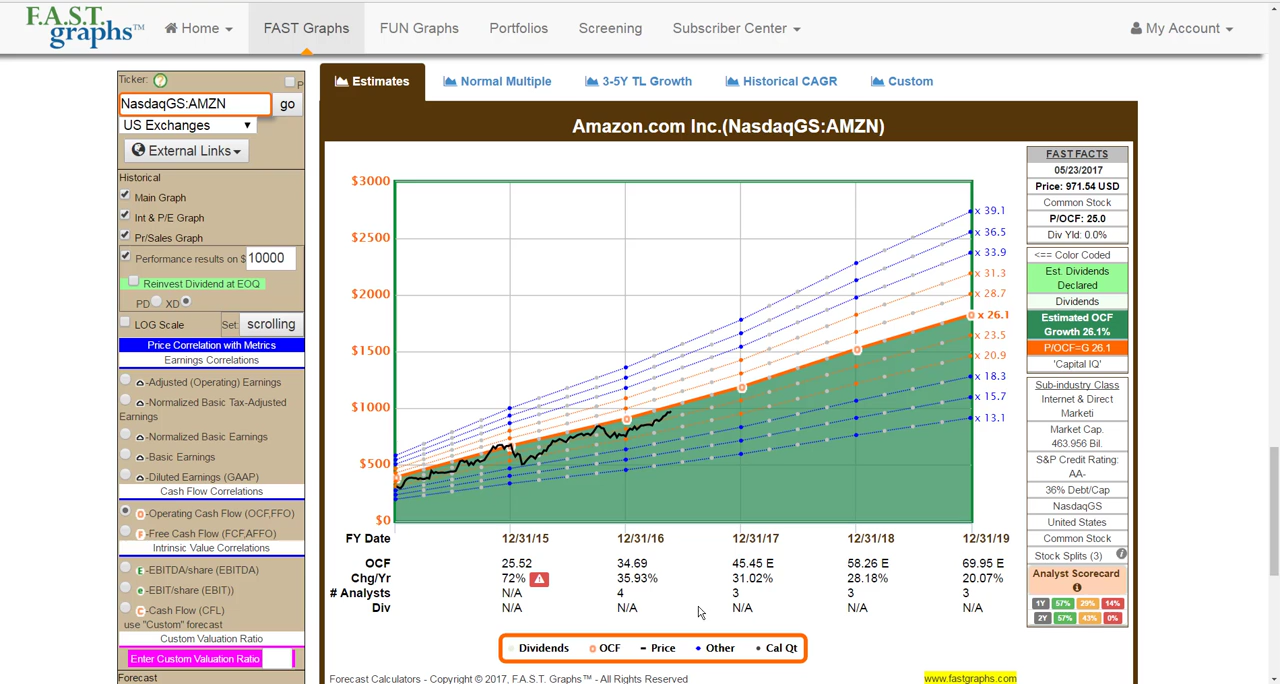 F.A.S.T.
graphs™
Home
FAST Graphs
FUN Graphs
Portfolios
Screening
Subscriber Center
My Account
Ticker:
?
P
NasdaqGS:AMZN
go
US Exchanges
External Links
Historical
Main Graph
Int & P/E Graph
Pr/Sales Graph
Performance results on $ 10000
Reinvest Dividend at EOQ
PD XD
LOG Scale
Set: scrolling
Price Correlation with Metrics
Earnings Correlations
-Adjusted (Operating) Earnings
-Normalized Basic Tax-Adjusted
Earnings
-Normalized Basic Earnings
-Basic Earnings
-Diluted Earnings (GAAP)
Cash Flow Correlations
O-Operating Cash Flow (OCF,FFO)
F-Free Cash Flow (FCF,AFFO)
Intrinsic Value Correlations
E-EBITDA/share (EBITDA)
E-EBIT/share (EBIT))
C-Cash Flow (CFL)
use "Custom" forecast
Custom Valuation Ratio
Enter Custom Valuation Ratio
Forecast
Estimates
Normal Multiple
3-5Y TL Growth
Historical CAGR
Custom
Amazon.com Inc.(NasdaqGS:AMZN)
$3000
$2500
$2000
$1500
$1000
$500
$0
x 39.1
x 36.5
x 33.9
x 31.3
x 28.7
x 26.1
x 23.5
x 20.9
x 18.3
x 15.7
x 13.1
FY Date 12/31/15 12/31/16 12/31/17 12/31/18 12/31/19
OCF 25.52 34.69 45.45 E 58.26 E 69.95 E
Chg/Yr 72% 35.93% 31.02% 28.18% 20.07%
# Analysts N/A 4 3 3 3
Div N/A N/A N/A N/A N/A
Dividends OCF Price Other Cal Qt
Forecast Calculators - Copyright © 2017, F.A.S.T. Graphs™ - All Rights Reserved
www.fastgraphs.com
FAST FACTS
05/23/2017
Price: 971.54 USD
Common Stock
P/OCF: 25.0
Div Yld: 0.0%
<== Color Coded
Est. Dividends
Declared
Dividends
Estimated OCF
Growth 26.1%
P/OCF=G 26.1
'Capital IQ'
Sub-industry Class
Internet & Direct
Marketi
Market Cap.
463.956 Bil.
S&P Credit Rating:
AA-
36% Debt/Cap
NasdaqGS
United States
Common Stock
Stock Splits (3)
Analyst Scorecard
1Y 57% 29% 14%
2Y 57% 43% 0%